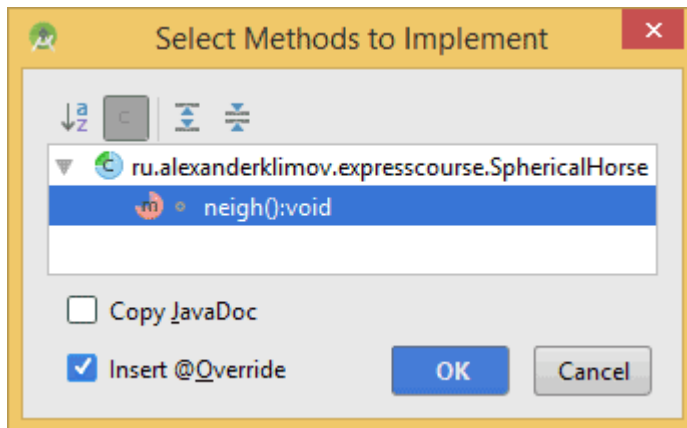 Select Methods to Implement
ru.alexanderklimov.expresscourse.SphericalHorse
neigh():void
Copy JavaDoc
Insert @Override
OK
Cancel